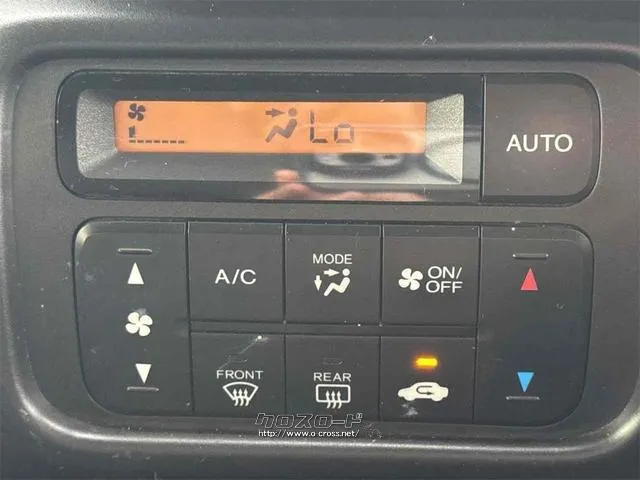 Lo
AUTO
A/C
MODE
ON/
OFF
FRONT
REAR
クロスロード
http://www.o-cross.net/